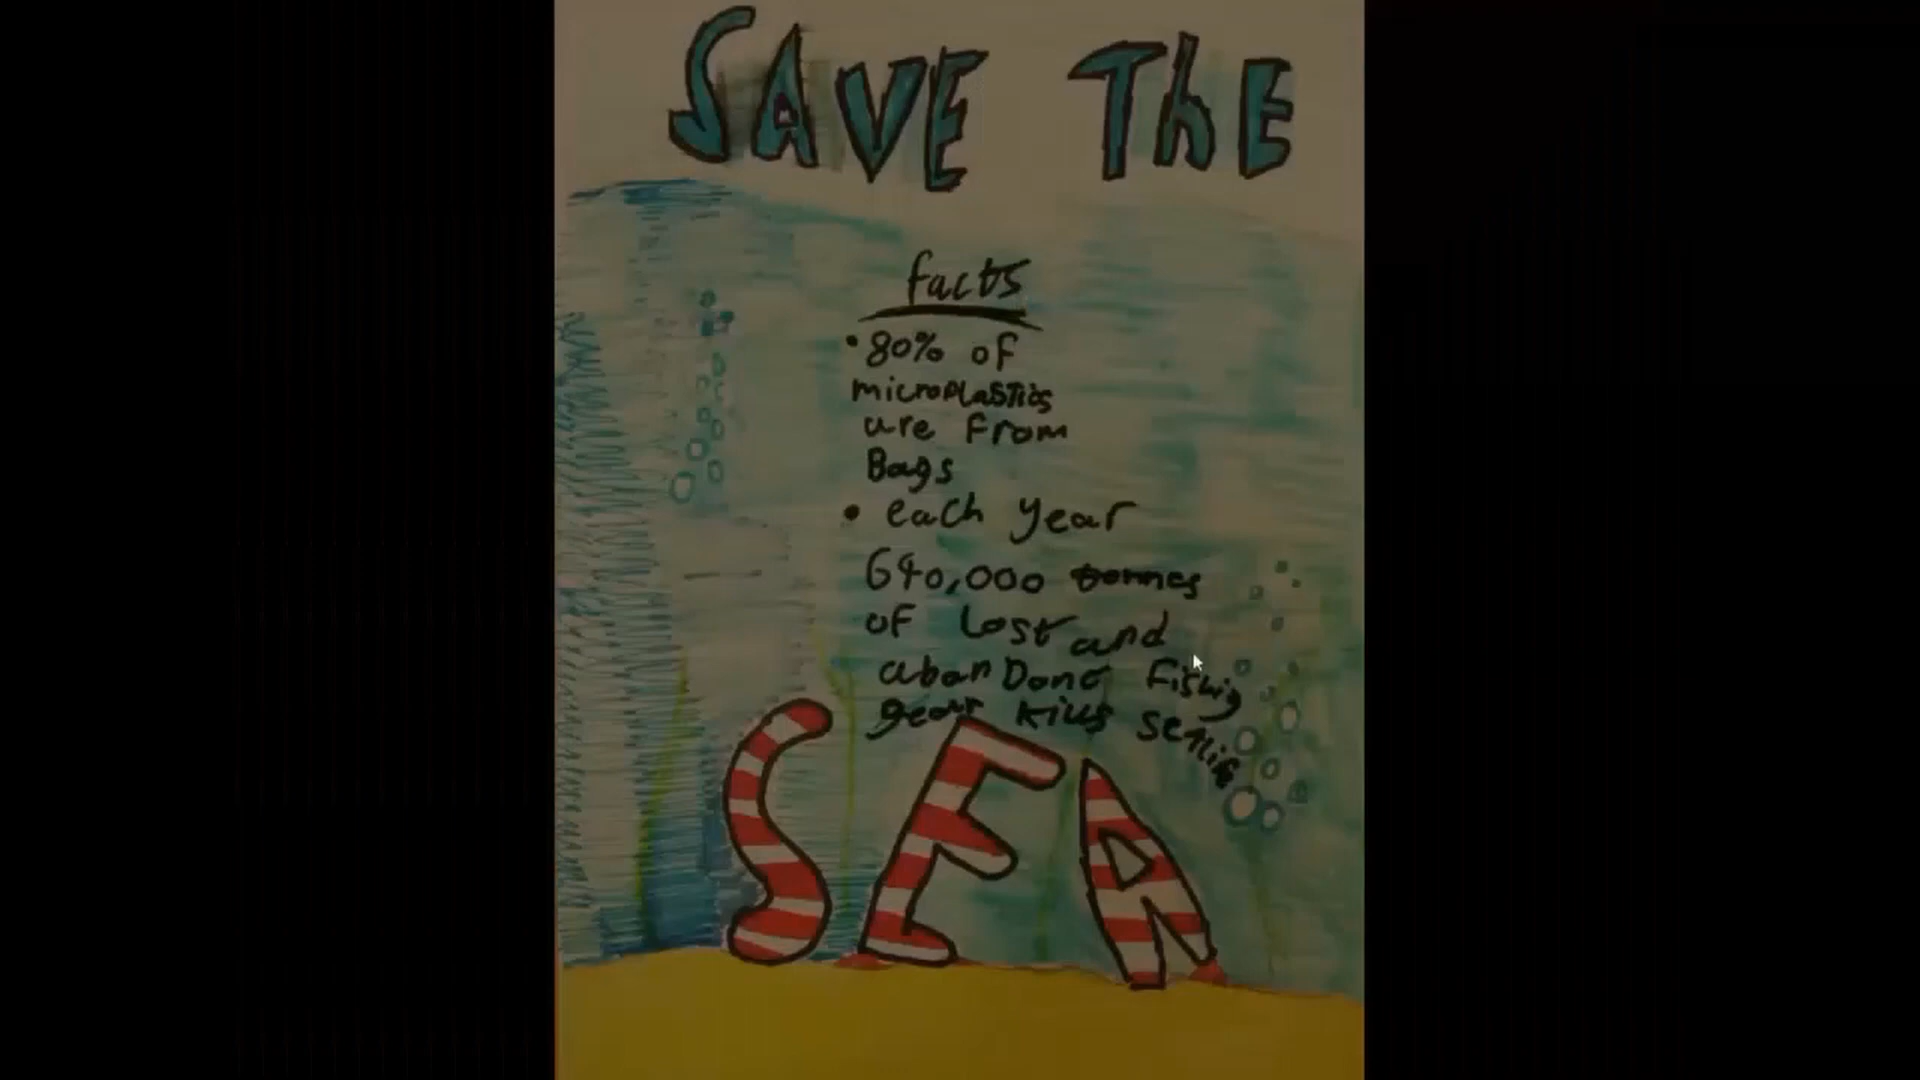 SAVE ThE
facts
• 80% of
microplastics
are from
Bags
• each year
640,000 tonnes
of Lost and
abanDond Fishig
gear kills
SEA